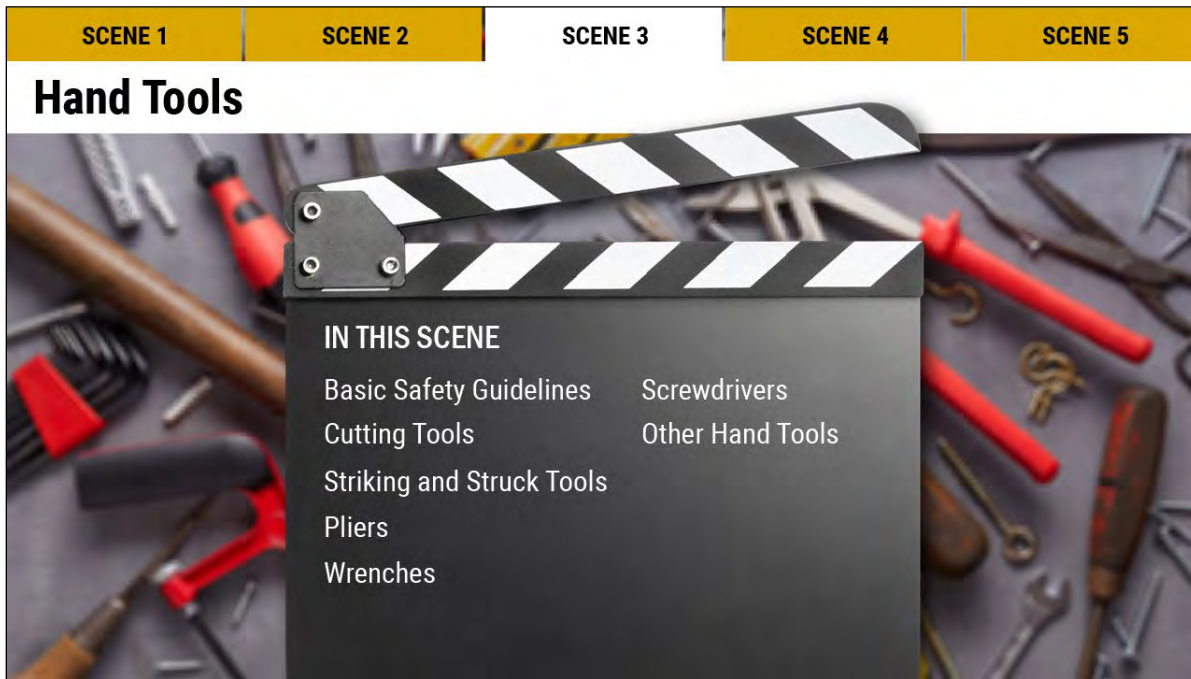 SCENE 1
SCENE 2
SCENE 3
SCENE 4
SCENE 5
Hand Tools
IN THIS SCENE
Basic Safety Guidelines
Cutting Tools
Striking and Struck Tools
Pliers
Wrenches
Screwdrivers
Other Hand Tools